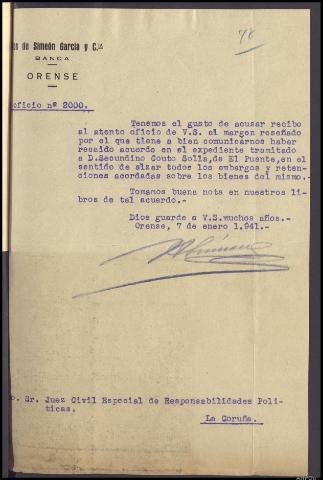 78
de Simeón García y C.ía
BANCA
ORENSE
oficio nº 2000.
Tenemos el gusto de acusar recibo
al atento oficio de V.S. al margen reseñado
por el que tiene a bien comunicarnos haber
recaido acuerdo en el expediente tramitado
a D.Secundino Couto Solla, de El Puente, en el
sentido de alzar todos los embargos y reten-
ciones acordadas sobre los bienes del mismo.-
Tomamos buena nota en nuestros li-
bros de tal acuerdo.-
Dios guarde a V.S.muchos años.-
Orense, 7 de enero 1.941.-
o. Sr. Juez Civil Especial de Responsabilidades Polí-
ticas.
La Coruña.